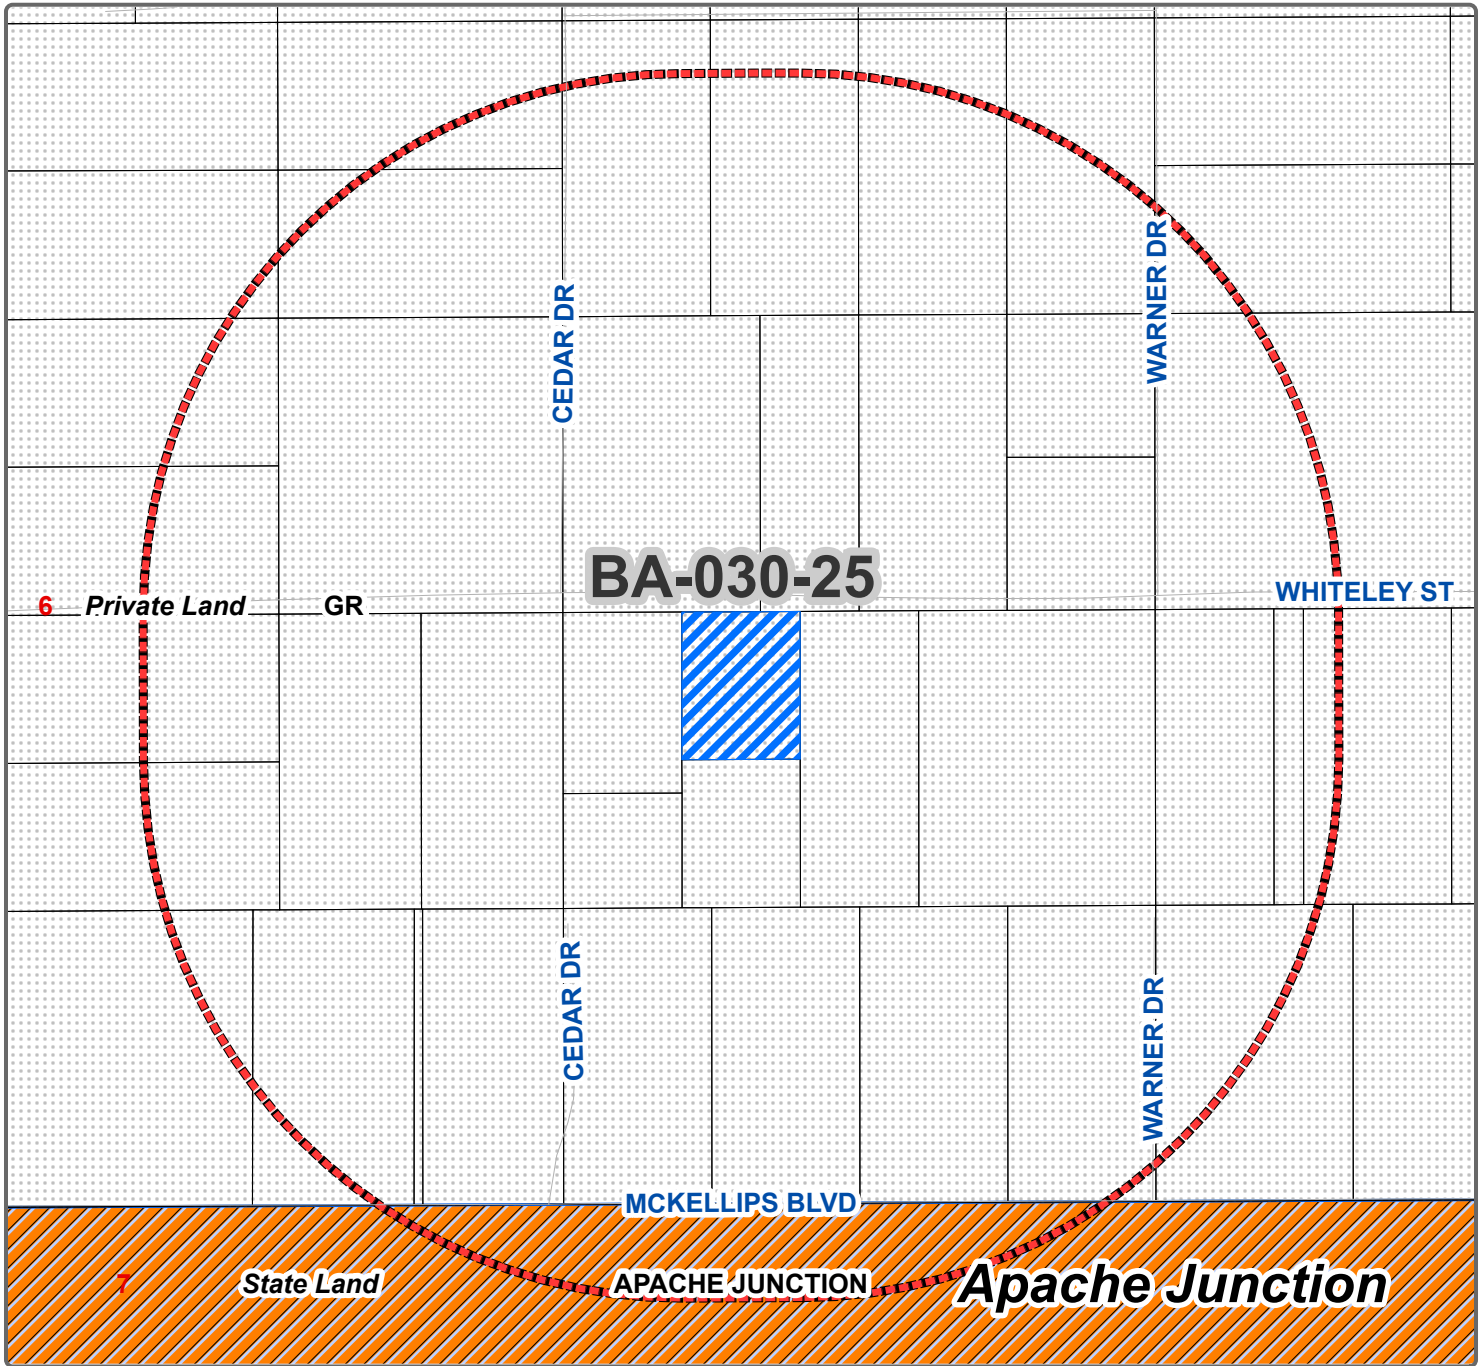 WARNER DR
CEDAR DR
BA-030-25
WHITELEY ST
6
Private Land
GR
CEDAR DR
WARNER DR
MCKELLIPS BLVD
7
State Land
APACHE JUNCTION
Apache Junction